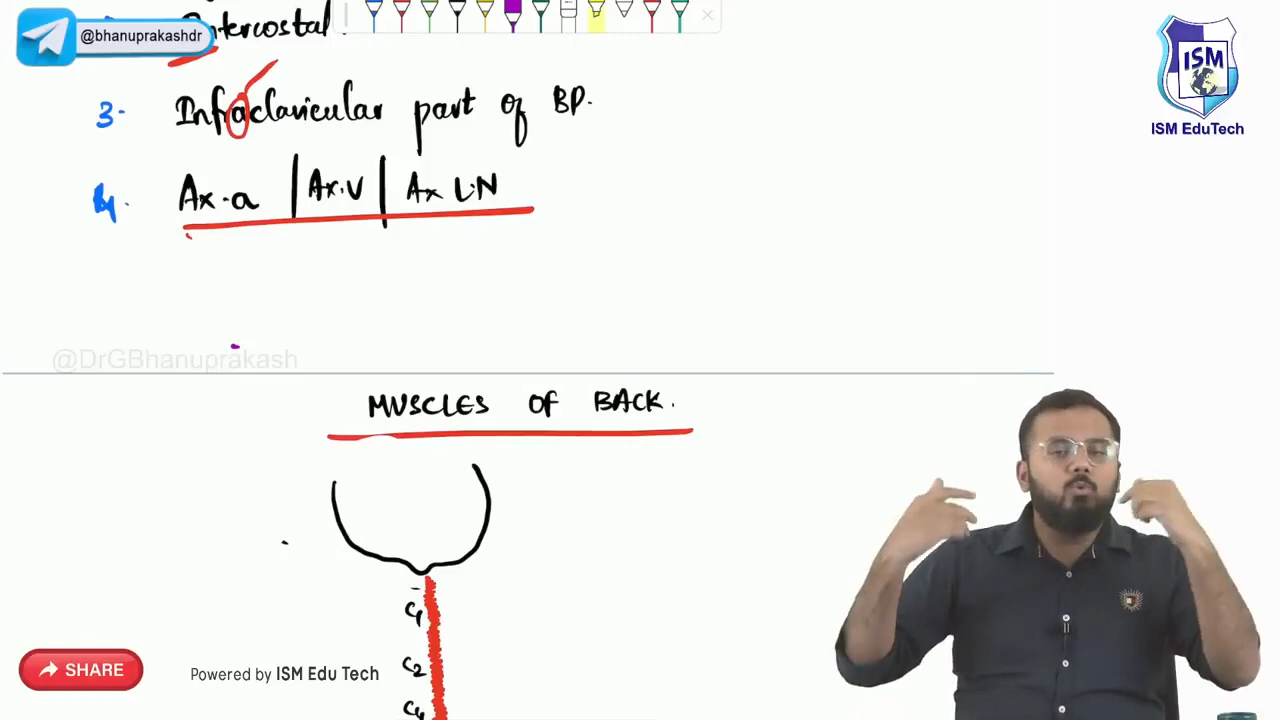 @bhanuprakashdr
Intercostal.
ISM
ISM EduTech
3. Infraclavicular part of BP.
4. Ax.a | Ax.V | Ax L.N
@DrGBhanuprakash
MUSCLES OF BACK.
C1
C2
C4
SHARE
Powered by ISM Edu Tech